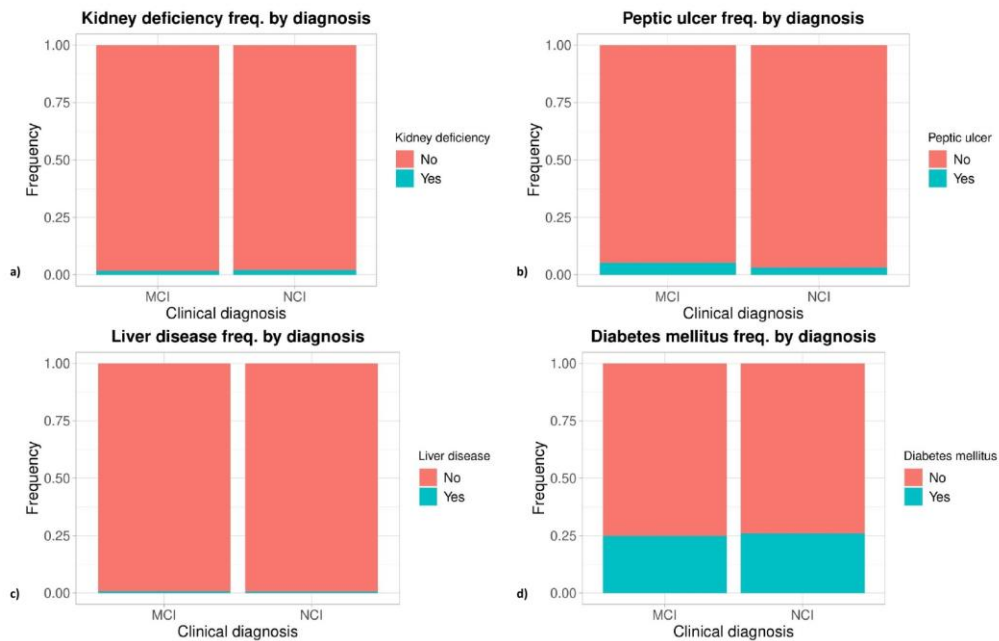 Kidney deficiency freq. by diagnosis
1.00
0.75
0.50
0.25
0.00
Frequency
MCI NCI
Clinical diagnosis
Kidney deficiency
No
Yes
a)
Peptic ulcer freq. by diagnosis
1.00
0.75
0.50
0.25
0.00
Frequency
MCI NCI
Clinical diagnosis
Peptic ulcer
No
Yes
b)
Liver disease freq. by diagnosis
1.00
0.75
0.50
0.25
0.00
Frequency
MCI NCI
Clinical diagnosis
Liver disease
No
Yes
c)
Diabetes mellitus freq. by diagnosis
1.00
0.75
0.50
0.25
0.00
Frequency
MCI NCI
Clinical diagnosis
Diabetes mellitus
No
Yes
d)